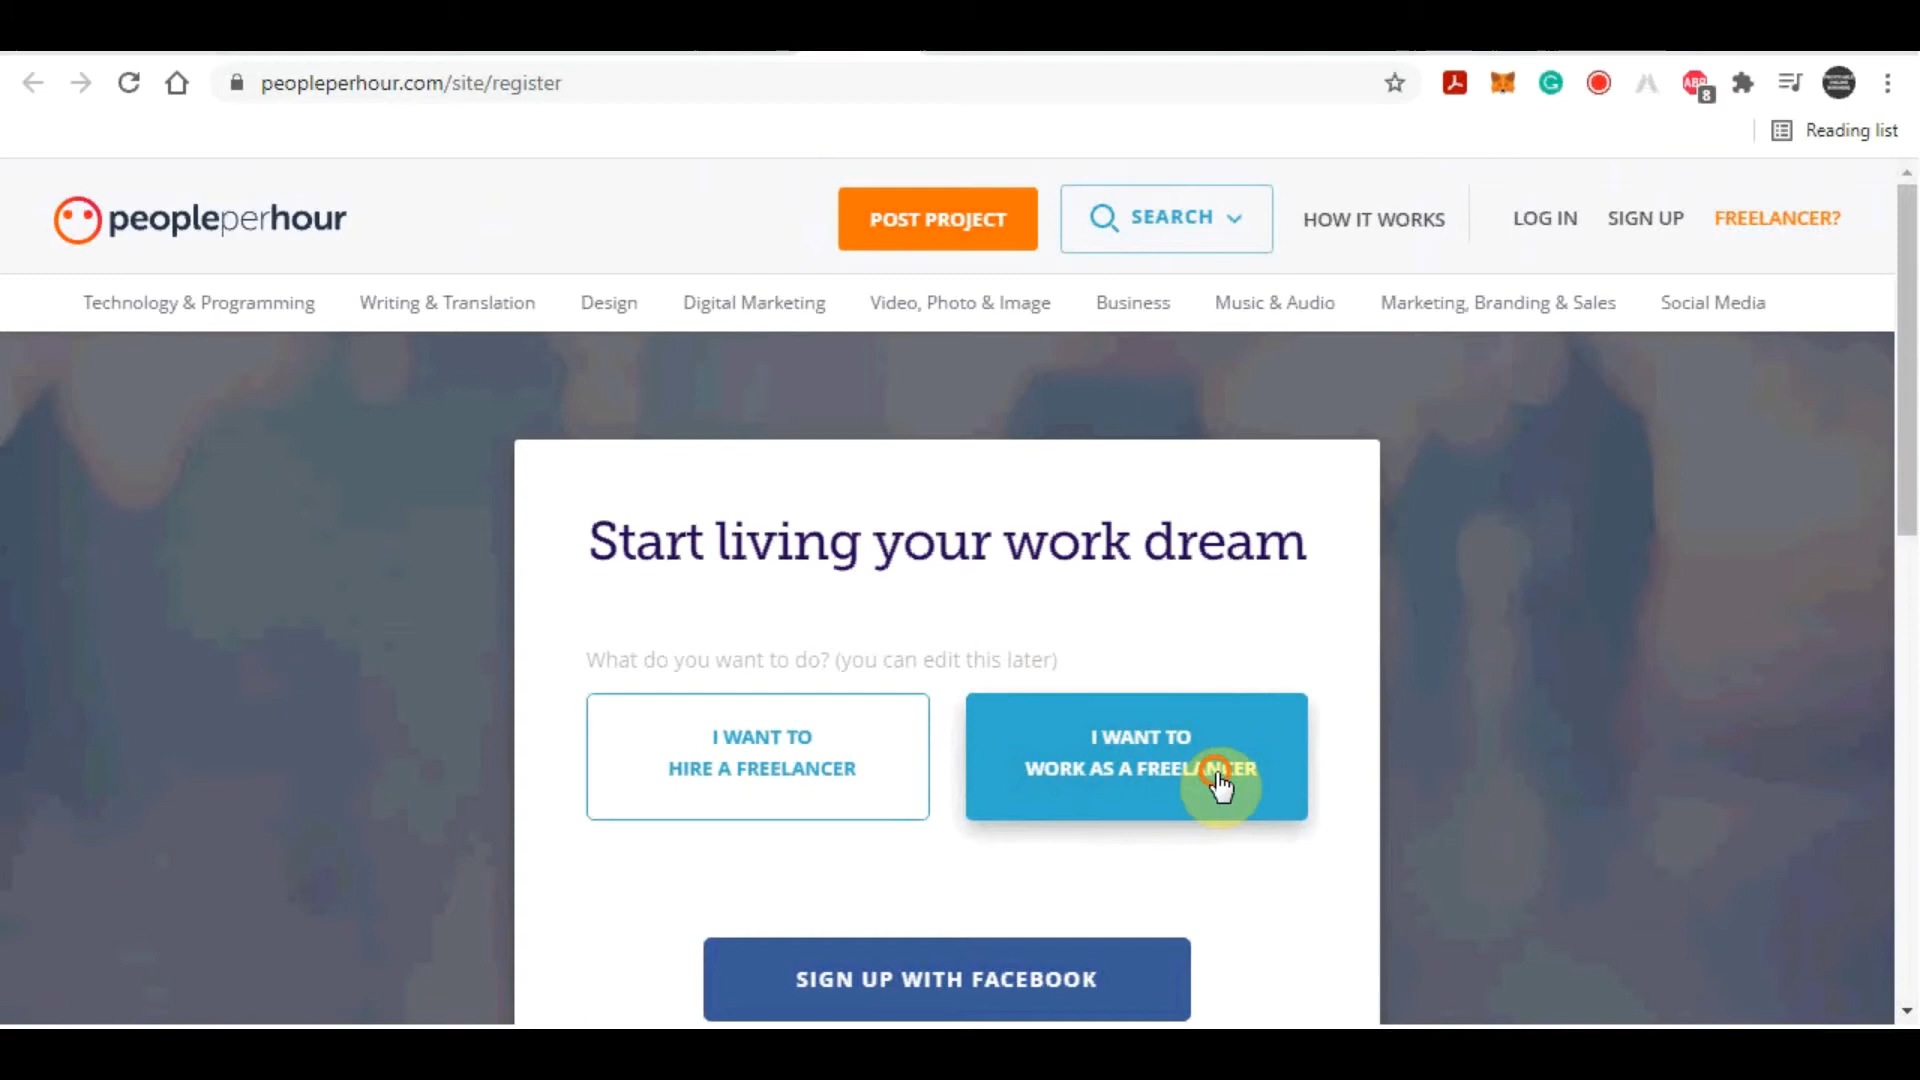 peopleperhour.com/site/register
ABP
8
Reading list
peopleperhour
POST PROJECT
SEARCH
HOW IT WORKS
LOG IN
SIGN UP
FREELANCER?
Technology & Programming
Writing & Translation
Design
Digital Marketing
Video, Photo & Image
Business
Music & Audio
Marketing, Branding & Sales
Social Media
Start living your work dream
What do you want to do? (you can edit this later)
I WANT TO
HIRE A FREELANCER
I WANT TO
WORK AS A FREELANCER
SIGN UP WITH FACEBOOK